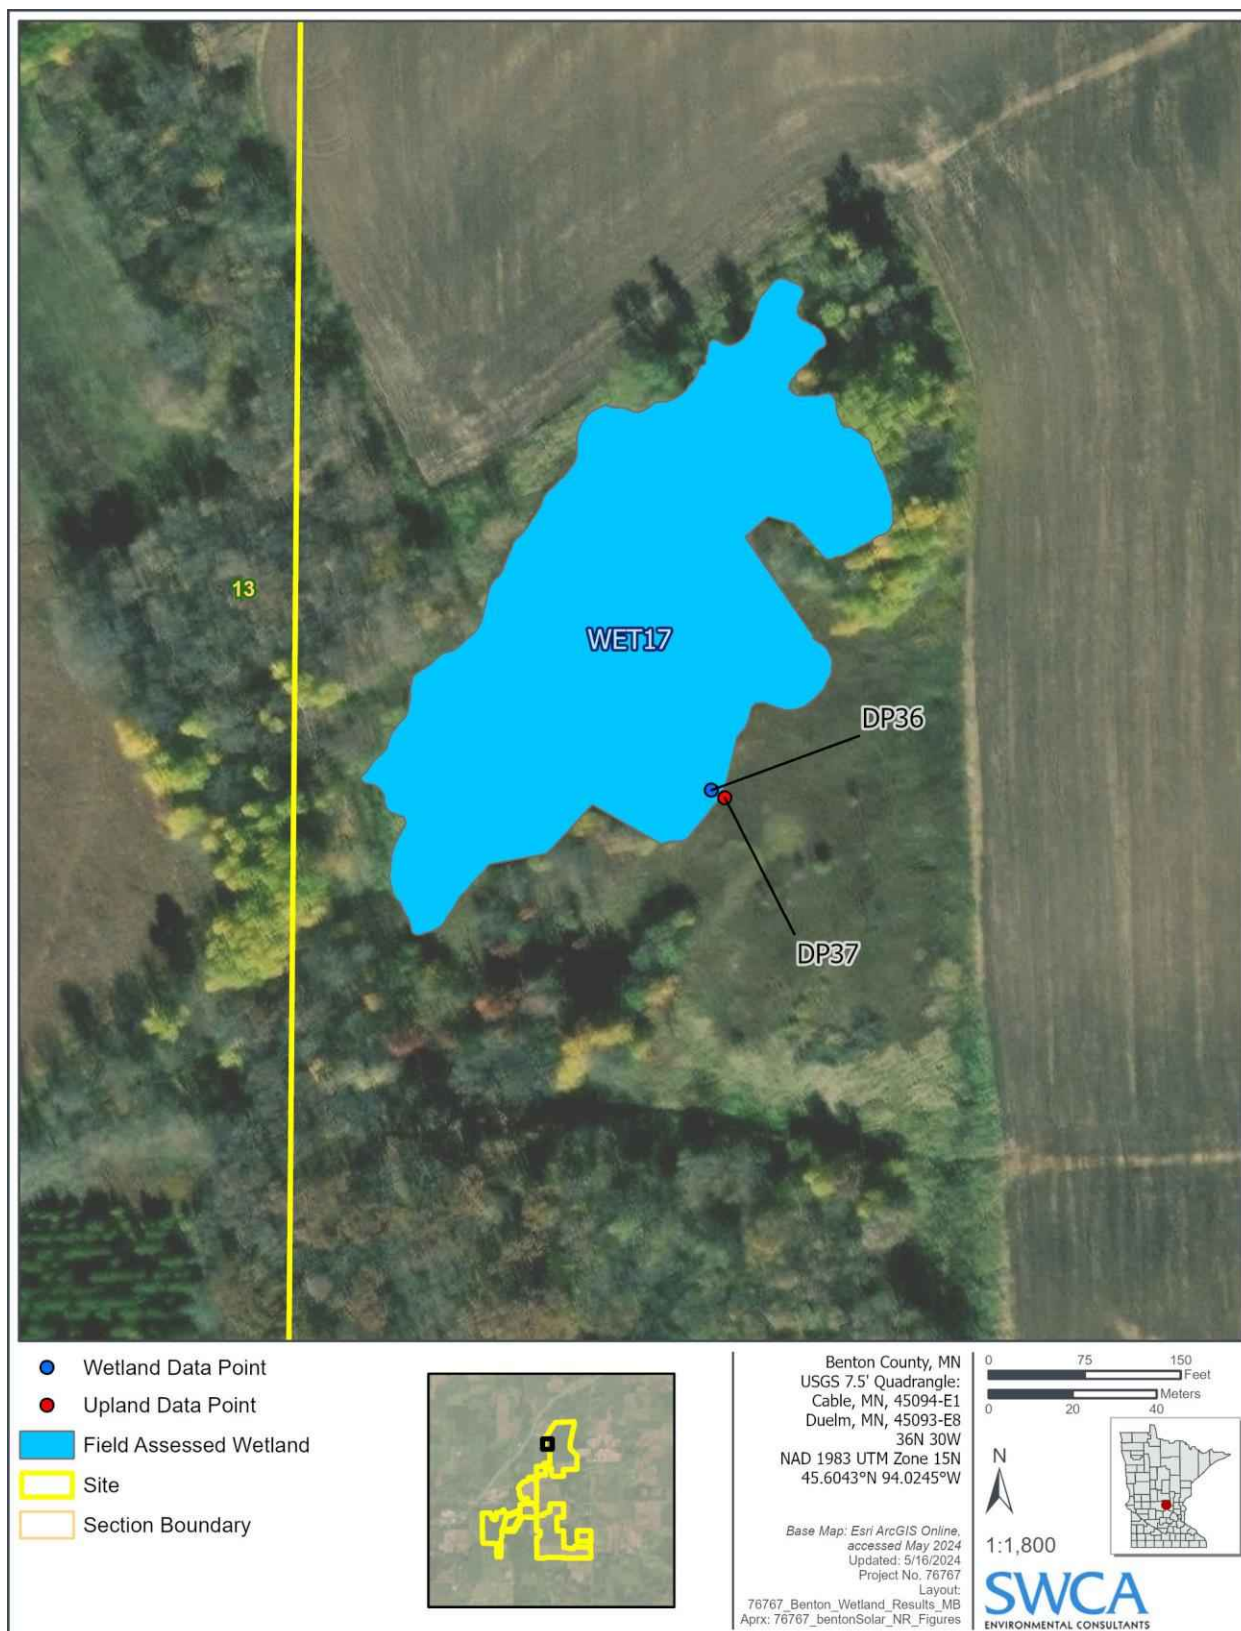 13
WET17
DP36
DP37
Wetland Data Point
Upland Data Point
Field Assessed Wetland
Site
Section Boundary
Benton County, MN
USGS 7.5' Quadrangle:
Cable, MN, 45094-E1
Duelm, MN, 45093-E8
36N 30W
NAD 1983 UTM Zone 15N
45.6043°N 94.0245°W
Base Map: Esri ArcGIS Online,
accessed May 2024
Updated: 5/16/2024
Project No. 76767
Layout:
76767_Benton_Wetland_Results_MB
Aprx: 76767_bentonSolar_NR_Figures
0 75 150
Feet
Meters
0 20 40
N
1:1,800
SWCA
ENVIRONMENTAL CONSULTANTS